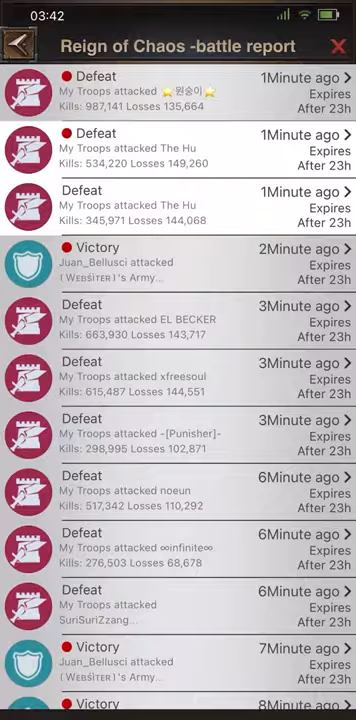 03:42
Reign of Chaos -battle report
Defeat
1Minute ago
My Troops attacked ⭐원숭이⭐
Expires
Kills: 987,141 Losses 135,664
After 23h
Defeat
1Minute ago
My Troops attacked The Hu
Expires
Kills: 534,220 Losses 149,260
After 23h
Defeat
1Minute ago
My Troops attacked The Hu
Expires
Kills: 345,971 Losses 144,068
After 23h
Victory
2Minute ago
Juan_Bellusci attacked
Expires
(Wᴇʙśɪᴛᴇʀ)'s Army...
After 23h
Defeat
3Minute ago
My Troops attacked EL BECKER
Expires
Kills: 663,930 Losses 143,717
After 23h
Defeat
3Minute ago
My Troops attacked xfreesoul
Expires
Kills: 615,487 Losses 144,551
After 23h
Defeat
3Minute ago
My Troops attacked -[Punisher]-
Expires
Kills: 298,995 Losses 102,871
After 23h
Defeat
6Minute ago
My Troops attacked noeun
Expires
Kills: 517,342 Losses 110,292
After 23h
Defeat
6Minute ago
My Troops attacked ∞infinite∞
Expires
Kills: 276,503 Losses 68,678
After 23h
Defeat
6Minute ago
My Troops attacked
Expires
SunSuriZzang...
After 23h
Victory
7Minute ago
Juan_Bellusci attacked
Expires
(Wᴇʙśɪᴛᴇʀ)'s Army...
After 23h
Victory
8Minute ago